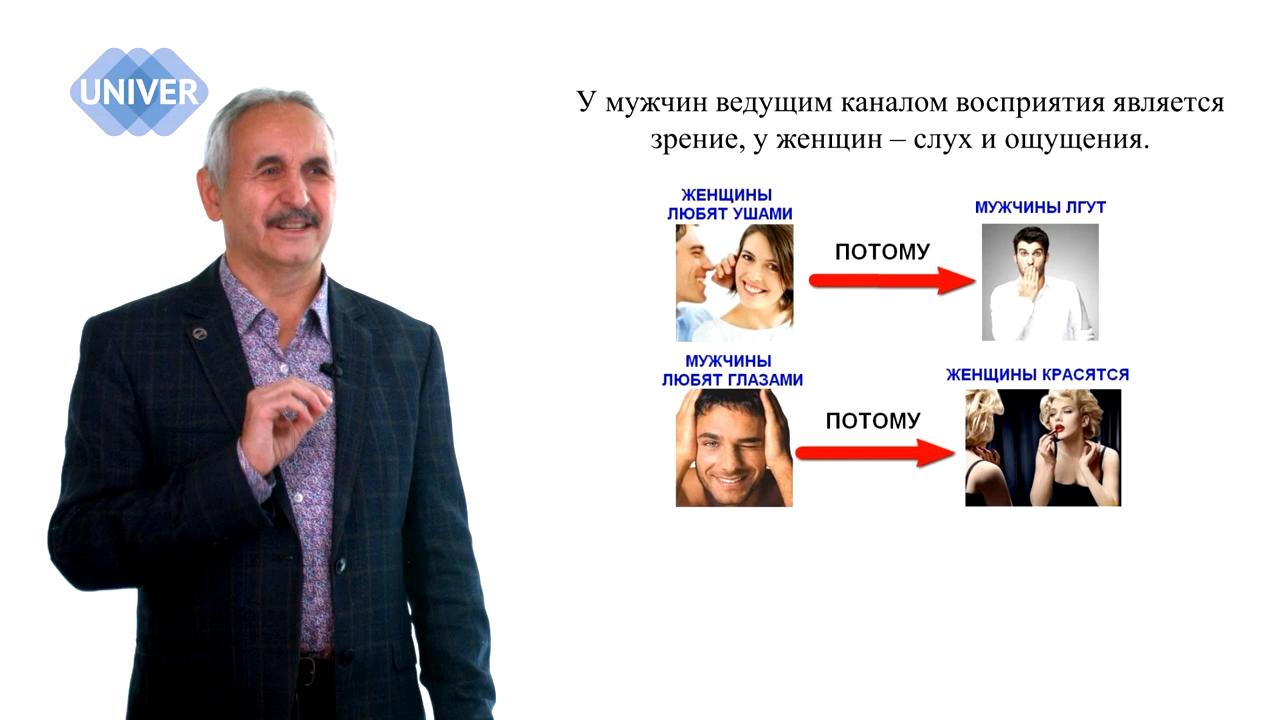 UNIVER
У мужчин ведущим каналом восприятия является
зрение, у женщин – слух и ощущения.
ЖЕНЩИНЫ
ЛЮБЯТ УШАМИ
ПОТОМУ
МУЖЧИНЫ ЛГУТ
МУЖЧИНЫ
ЛЮБЯТ ГЛАЗАМИ
ПОТОМУ
ЖЕНЩИНЫ КРАСЯТСЯ